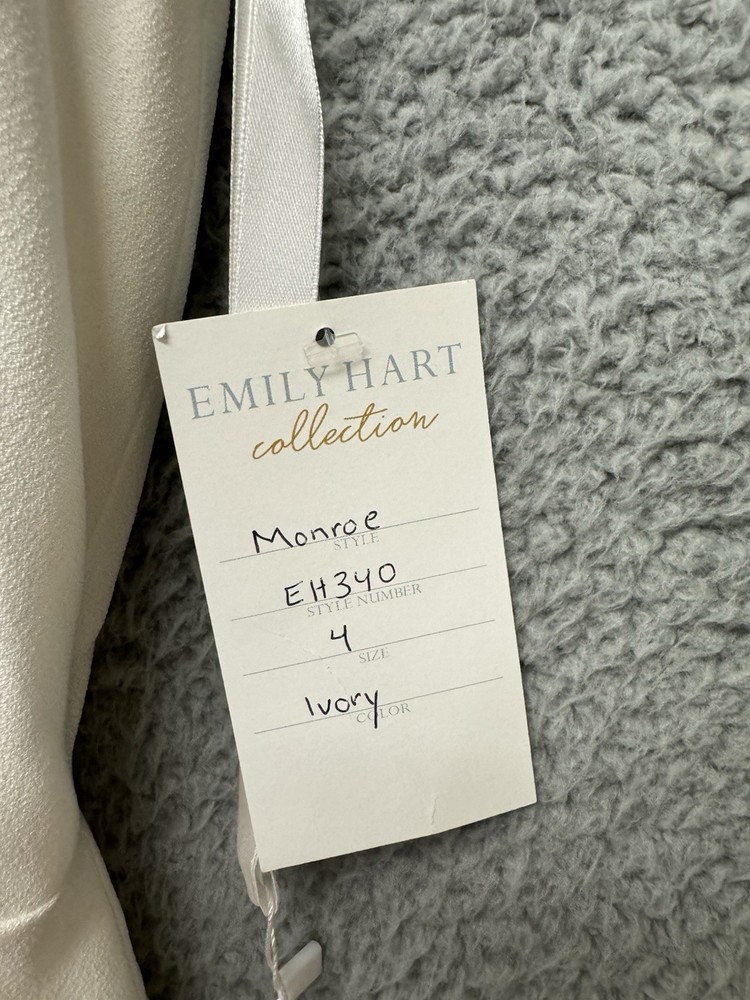 EMILY HART
collection
Monroe
STYLE
EH340
STYLE NUMBER
4
SIZE
Ivory
COLOR